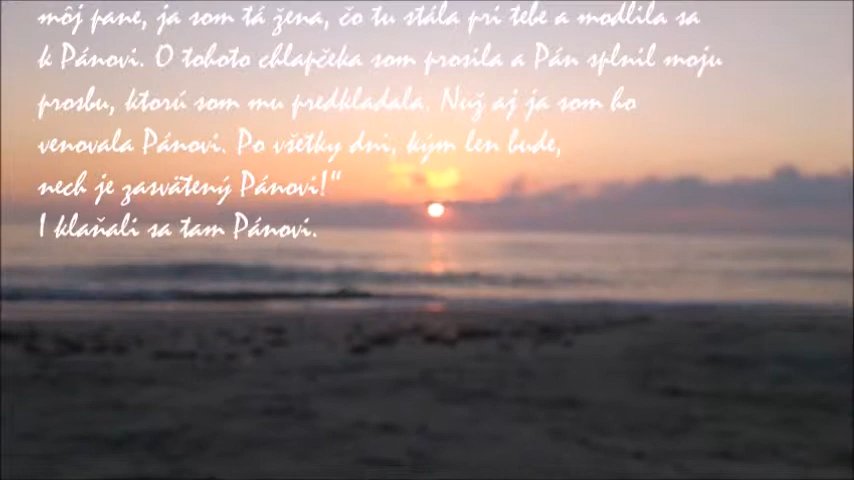 môj pane, ja som tá žena, čo tu stála pri tebe a modlila sa
k Pánovi. O tohoto chlapčeka som prosila a Pán splnil moju
prosbu, ktorú som mu predkladala. Nuž aj ja som ho
venovala Pánovi. Po všetky dni, kým len bude,
nech je zasvätený Pánovi!“
I klaňali sa tam Pánovi.